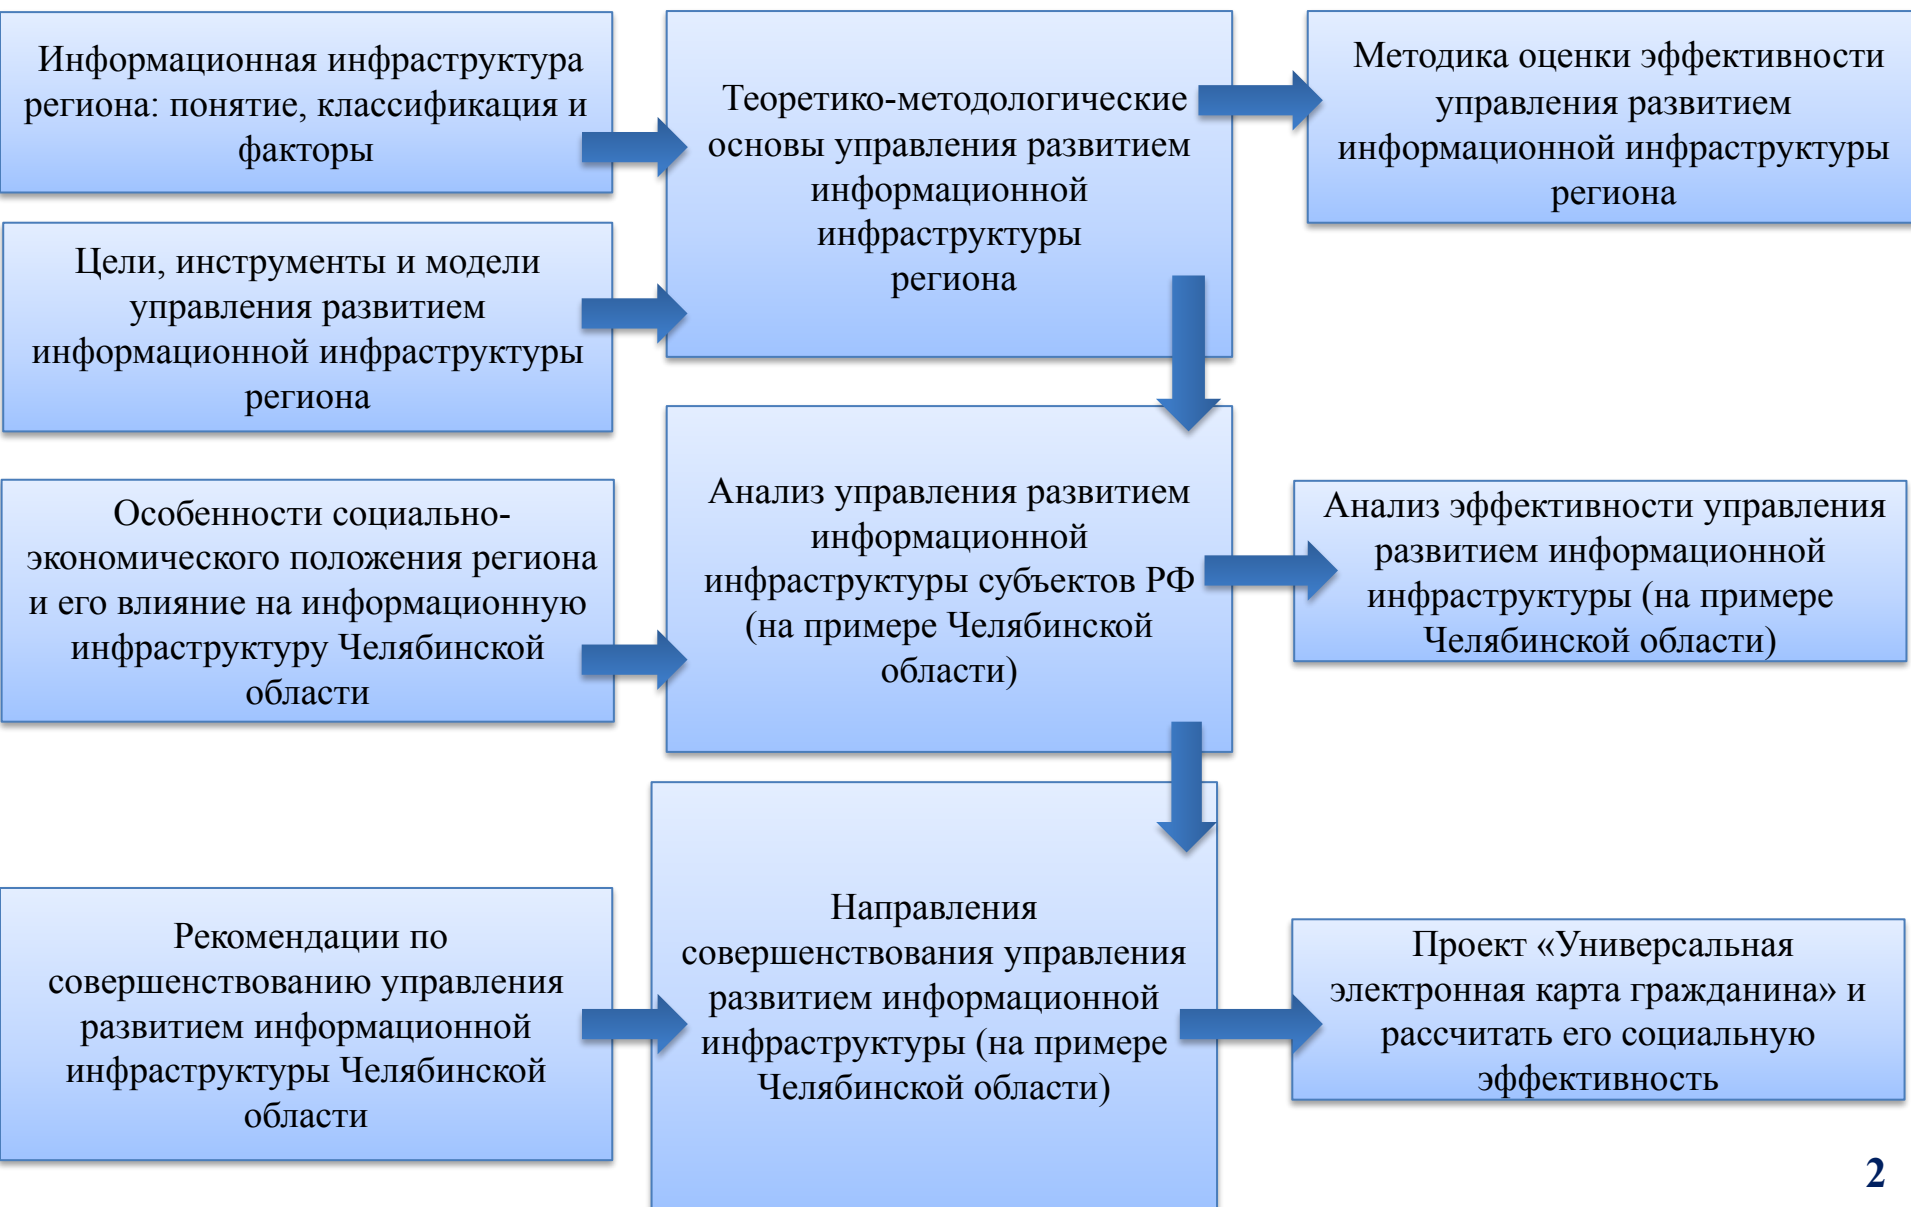 Информационная инфраструктура
региона: понятие, классификация и
факторы
Теоретико-методологические
основы управления развитием
информационной
инфраструктуры
региона
Методика оценки эффективности
управления развитием
информационной инфраструктуры
региона
Цели, инструменты и модели
управления развитием
информационной инфраструктуры
региона
Особенности социально-
экономического положения региона
и его влияние на информационную
инфраструктуру Челябинской
области
Анализ управления развитием
информационной
инфраструктуры субъектов РФ
(на примере Челябинской
области)
Анализ эффективности управления
развитием информационной
инфраструктуры (на примере
Челябинской области)
Рекомендации по
совершенствованию управления
развитием информационной
инфраструктуры Челябинской
области
Направления
совершенствования управления
развитием информационной
инфраструктуры (на примере
Челябинской области)
Проект «Универсальная
электронная карта гражданина» и
рассчитать его социальную
эффективность
2